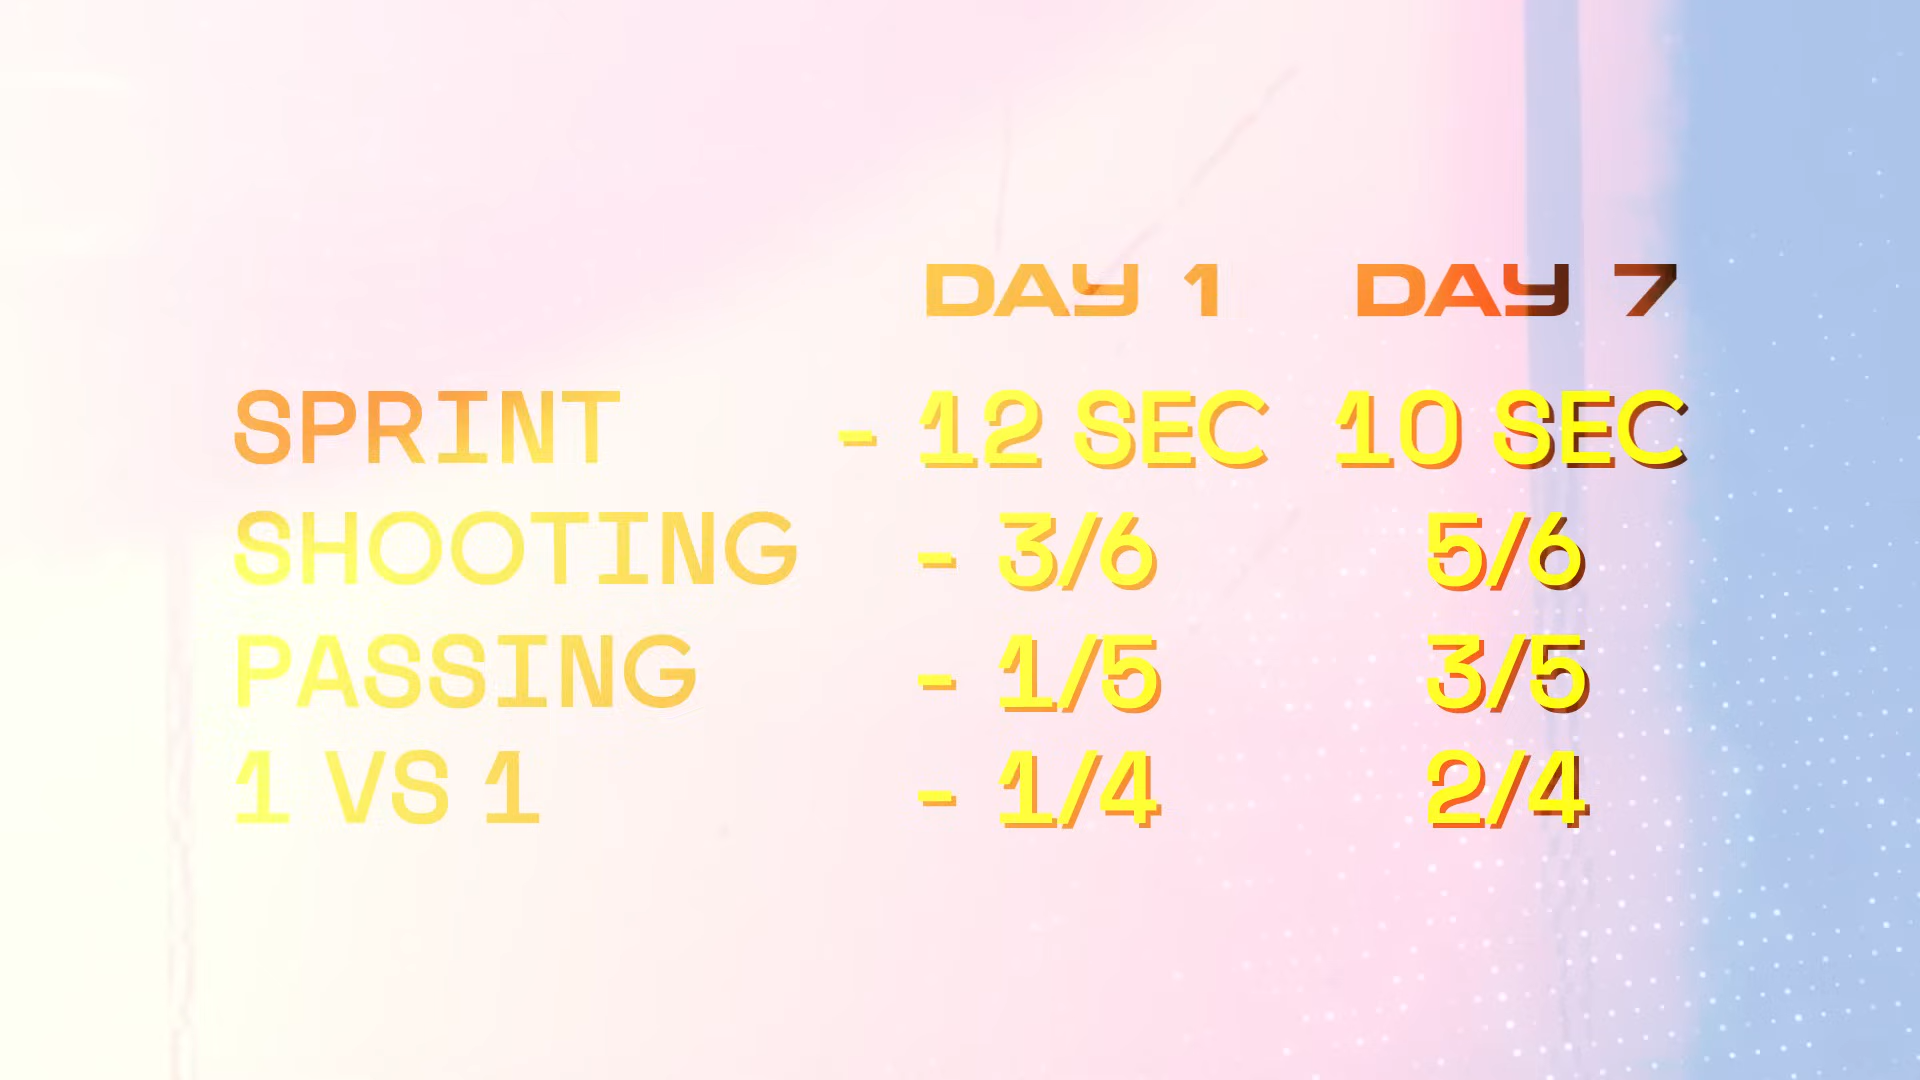 DAY 1 DAY 7
SPRINT - 12 SEC 10 SEC
SHOOTING - 3/6 5/6
PASSING - 1/5 3/5
1 VS 1 - 1/4 2/4